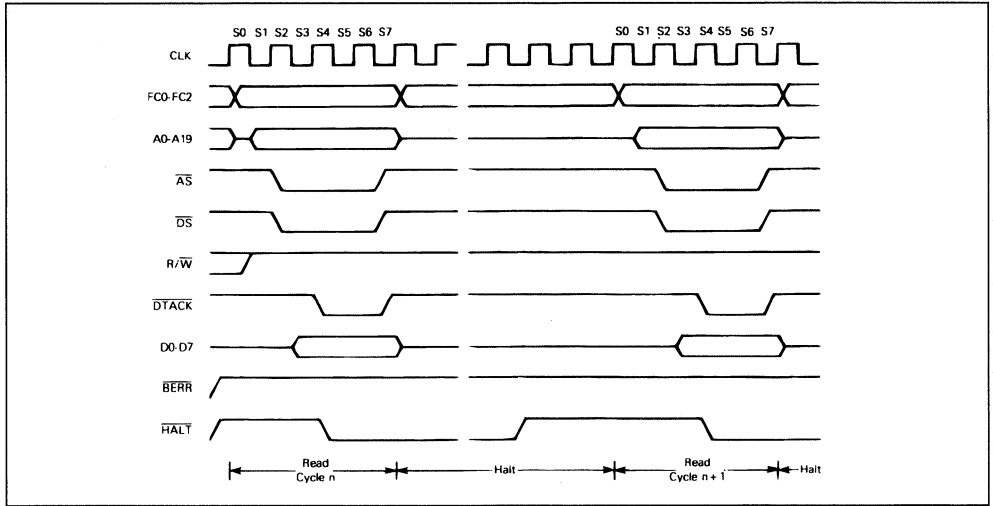 S0 S1 S2 S3 S4 S5 S6 S7 S0 S1 S2 S3 S4 S5 S6 S7
CLK
FC0-FC2
A0-A19
AS
DS
R/W
DTACK
D0-D7
BERR
HALT
Read
Cycle n
Halt
Read
Cycle n + 1
Halt